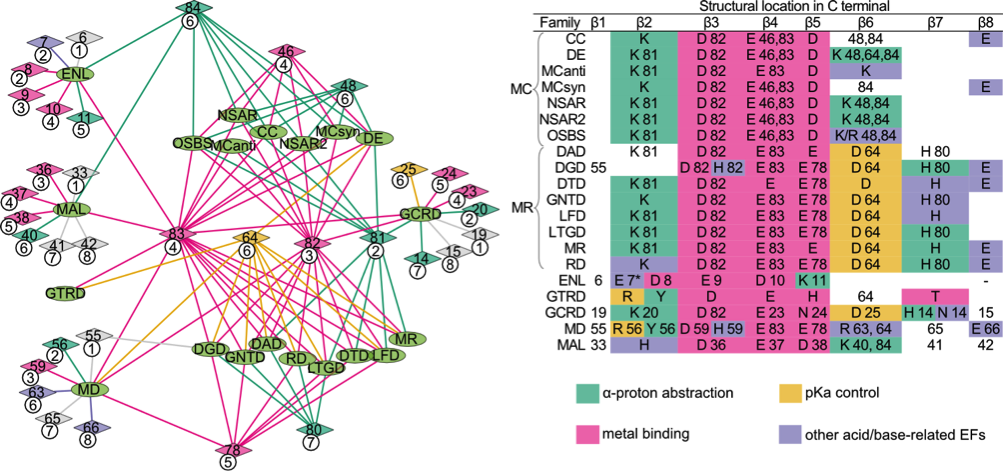 84
6
7
2
6
1
8
2
ENL
9
3
10
4
11
5
46
4
48
6
NSAR
CC
MCsyn
DE
OSBS
MCanti
NSAR2
36
3
33
1
37
4
MAL
38
5
40
6
41
7
42
8
25
6
24
5
23
4
GCRD
20
2
19
1
15
8
14
7
83
4
64
6
82
3
81
2
GTRD
55
1
56
2
59
3
MD
63
6
65
7
66
8
DGD
GNTD
DAD
RD
LTGD
DTD
LFD
MR
80
7
78
5
Structural location in C terminal
Family β1 β2 β3 β4 β5 β6 β7 β8
MC
CC K D 82 E 46,83 D 48,84 E
DE K 81 D 82 E 46,83 D K 48,64,84
MCanti K 81 D 82 E 83 D K
MCsyn K D 82 E 46,83 D 84 E
NSAR K 81 D 82 E 46,83 D K 48,84
NSAR2 K 81 D 82 E 46,83 D K 48,84
OSBS K 81 D 82 E 46,83 D K/R 48,84
MR
DAD K 81 D 82 E 83 E D 64 H 80
DGD 55 D 82 H 82 E 83 E 78 D 64 H 80 E
DTD K 81 D 82 E E 78 D H E
GNTD K 81 D 82 E 83 E 78 D 64 H 80
LFD K 81 D 82 E 83 E 78 D 64 H
LTGD K 81 D 82 E 83 E 78 D 64 H 80
MR K 81 D 82 E 83 E D 64 H E
RD K D 82 E 83 E 78 D 64 H 80 E
ENL 6 E 7* D 8 E 9 D 10 K 11 -
GTRD R Y D E H 64 T
GCRD 19 K 20 D 82 E 23 N 24 D 25 H 14 N 14 15
MD 55 R 56 Y 56 D 59 H 59 E 83 E 78 R 63, 64 65 E 66
MAL 33 H D 36 E 37 D 38 K 40, 84 41 42
α-proton abstraction
pKa control
metal binding
other acid/base-related EFs